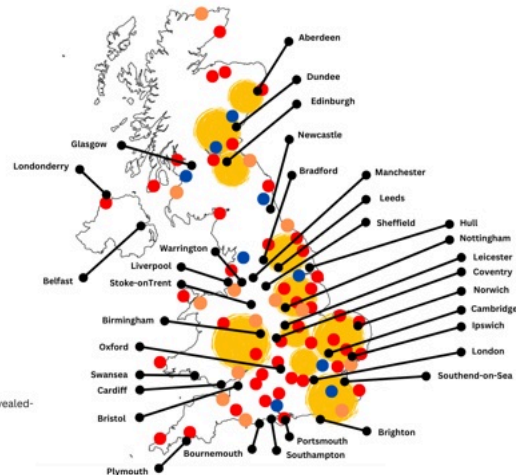 Aberdeen
Dundee
Edinburgh
Glasgow
Newcastle
Londonderry
Bradford
Manchester
Leeds
Sheffield
Hull
Warrington
Nottingham
Liverpool
Leicester
Belfast
Stoke-onTrent
Coventry
Norwich
Birmingham
Cambridge
Ipswich
Oxford
London
Swansea
Southend-on-Sea
Cardiff
ealed-
Bristol
Brighton
Portsmouth
Bournemouth
Southampton
Plymouth